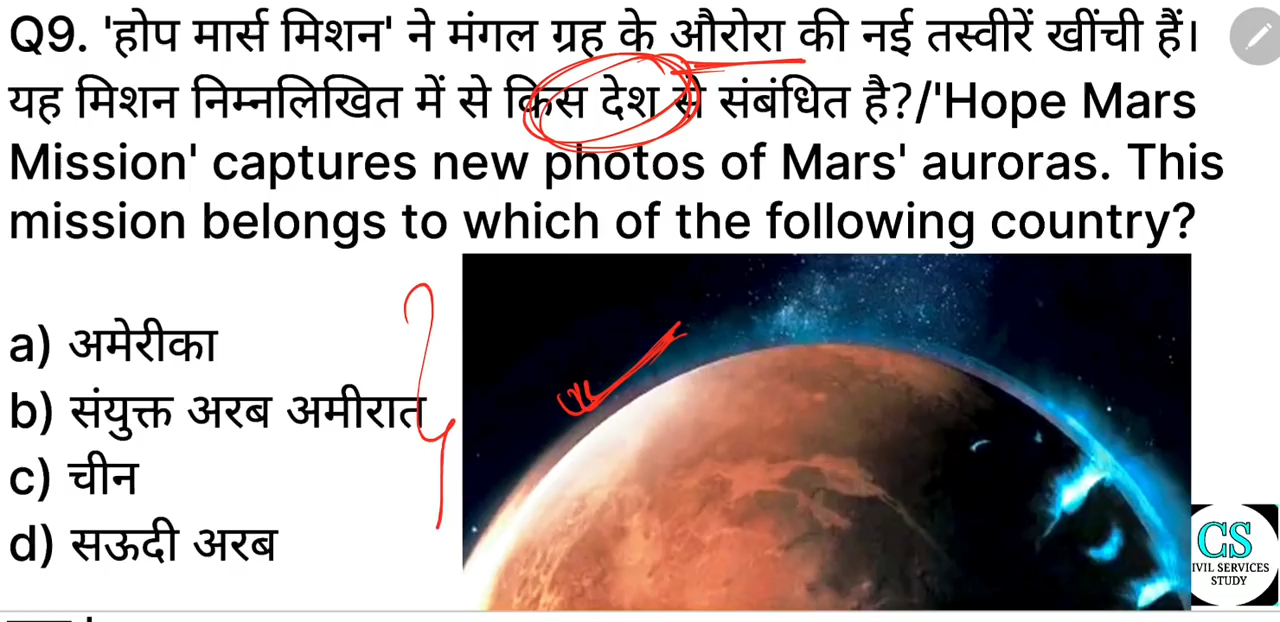 Q9. 'होप मार्स मिशन' ने मंगल ग्रह के औरोरा की नई तस्वीरें खींची हैं।
यह मिशन निम्नलिखित में से किस देश से संबंधित है?/'Hope Mars
Mission' captures new photos of Mars' auroras. This
mission belongs to which of the following country?
a) अमेरीका
b) संयुक्त अरब अमीरात
c) चीन
d) सऊदी अरब
CS
IVIL SERVICES
STUDY